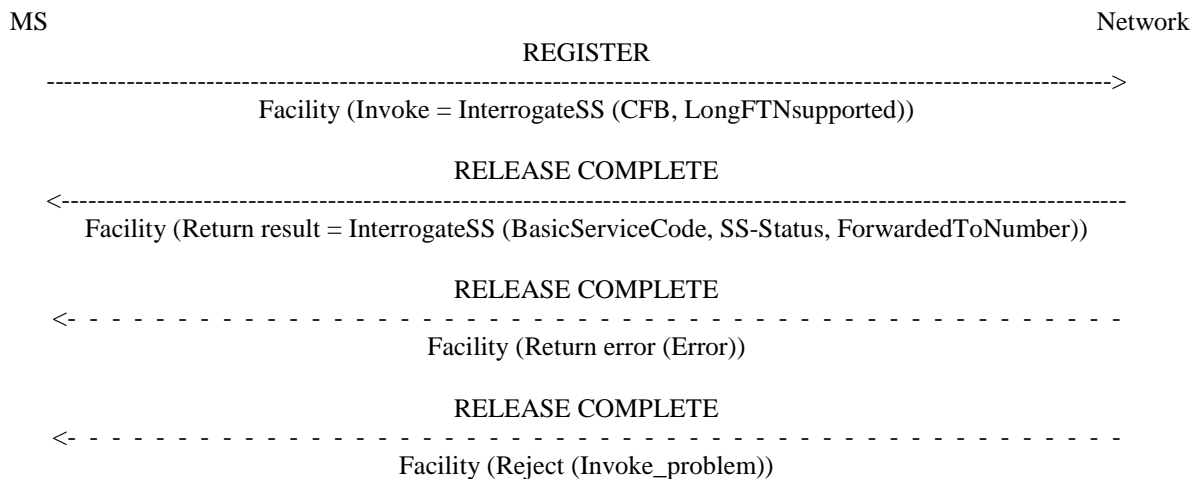 MS Network
REGISTER
Facility (Invoke = InterrogateSS (CFB, LongFTNsupported))
RELEASE COMPLETE
Facility (Return result = InterrogateSS (BasicServiceCode, SS-Status, ForwardedToNumber))
RELEASE COMPLETE
Facility (Return error (Error))
RELEASE COMPLETE
Facility (Reject (Invoke_problem))